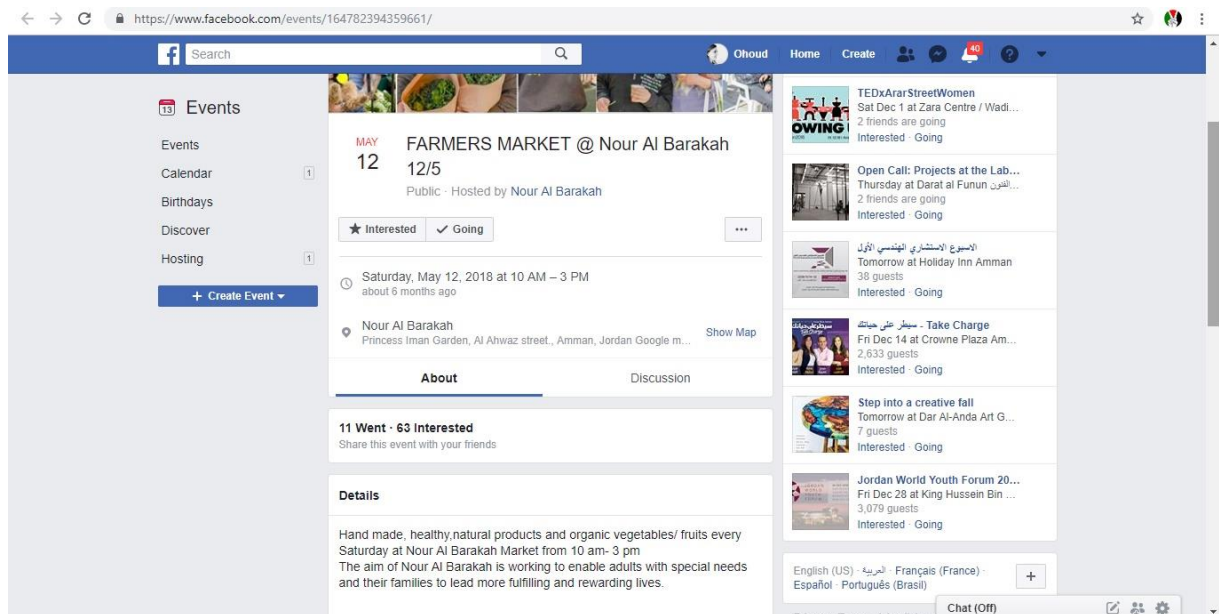 https://www.facebook.com/events/164782394359661/
Search
Ohoud
Home
Create
40
13
Events
Events
Calendar
1
Birthdays
Discover
Hosting
1
+ Create Event
MAY
12
FARMERS MARKET @ Nour Al Barakah
12/5
Public · Hosted by Nour Al Barakah
Interested
Going
...
Saturday, May 12, 2018 at 10 AM – 3 PM
about 6 months ago
Nour Al Barakah
Princess Iman Garden, Al Ahwaz street., Amman, Jordan Google m...
Show Map
About
Discussion
11 Went · 63 Interested
Share this event with your friends
Details
Hand made, healthy,natural products and organic vegetables/ fruits every
Saturday at Nour Al Barakah Market from 10 am- 3 pm
The aim of Nour Al Barakah is working to enable adults with special needs
and their families to lead more fulfilling and rewarding lives.
OWING
TEDxArarStreetWomen
Sat Dec 1 at Zara Centre / Wadi...
2 friends are going
Interested · Going
Open Call: Projects at the Lab...
Thursday at Darat al Funun الفنون...
2 friends are going
Interested · Going
الاسبوع الاستشاري الهندسي الأول
Tomorrow at Holiday Inn Amman
38 guests
Interested · Going
Take Charge - سيطر على حياتك
Fri Dec 14 at Crowne Plaza Am...
2,633 guests
Interested · Going
Step into a creative fall
Tomorrow at Dar Al-Anda Art G...
7 guests
Interested · Going
Jordan World Youth Forum 20...
Fri Dec 28 at King Hussein Bin ...
3,079 guests
Interested · Going
English (US) · العربية · Français (France) ·
Español · Português (Brasil)
+
Chat (Off)